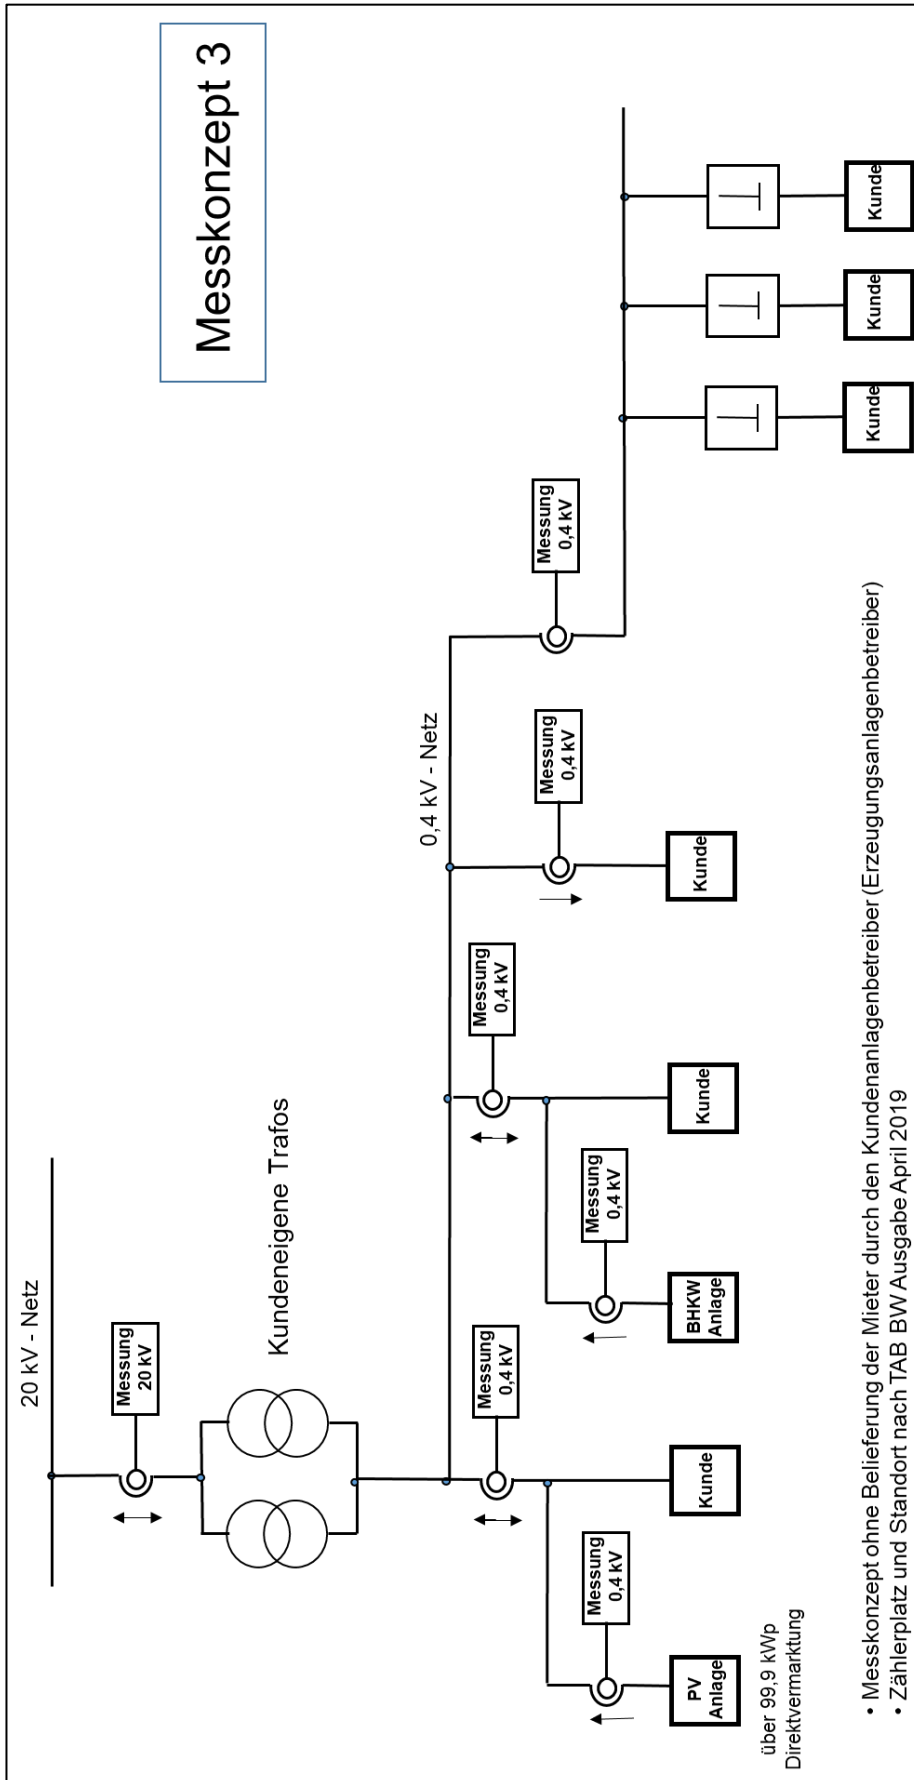 Messkonzept 3
20 kV - Netz
Messung
20 kV
Kundeneigene Trafos
0,4 kV - Netz
Messung
0,4 kV
Messung
0,4 kV
Messung
0,4 kV
Messung
0,4 kV
Messung
0,4 kV
Messung
0,4 kV
PV
Anlage
Kunde
BHKW
Anlage
Kunde
Kunde
Kunde
Kunde
Kunde
über 99,9 kWp
Direktvermarktung
• Messkonzept ohne Belieferung der Mieter durch den Kundenanlagenbetreiber (Erzeugungsanlagenbetreiber)
• Zählerplatz und Standort nach TAB BW Ausgabe April 2019